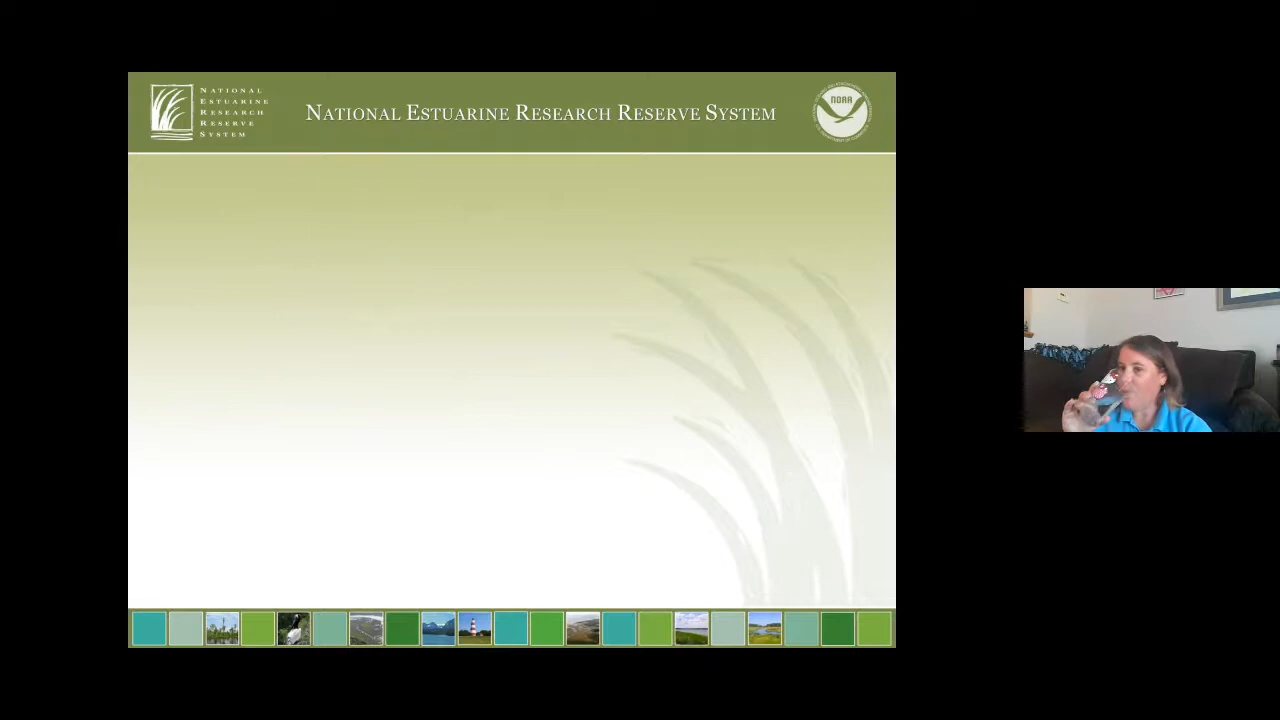 NATIONAL
ESTUARINE
RESEARCH
RESERVE
SYSTEM
NATIONAL ESTUARINE RESEARCH RESERVE SYSTEM
NOAA